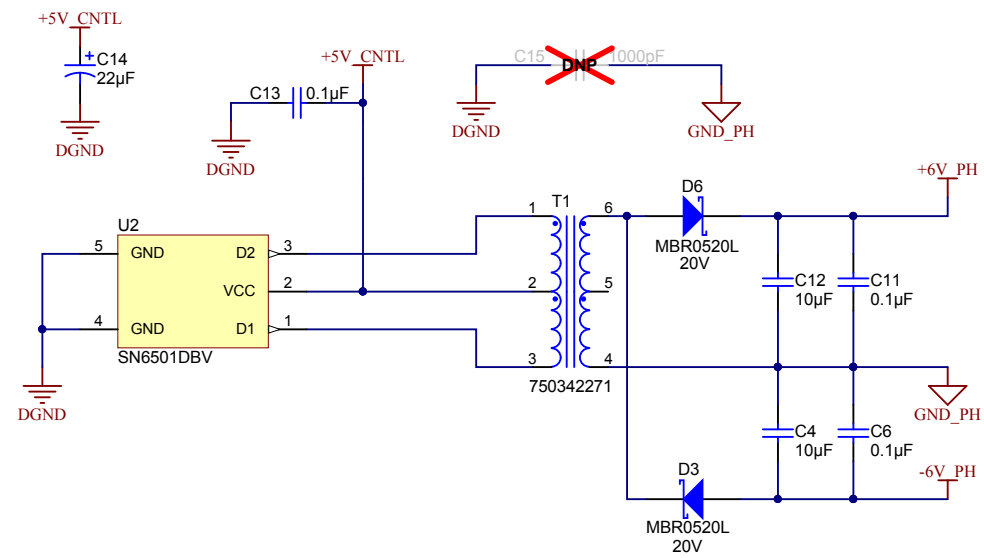 +5V_CNTL
+
C14
22µF
DGND
+5V_CNTL
C13
0.1µF
DGND
C15
DNP
1000pF
DGND
GND_PH
+6V_PH
U2
5 GND D2 3
VCC 2
4 GND D1 1
SN6501DBV
DGND
T1
1 6
2 5
3 4
750342271
D6
MBR0520L
20V
C12
10µF
C11
0.1µF
GND_PH
C4
10µF
C6
0.1µF
-6V_PH
D3
MBR0520L
20V